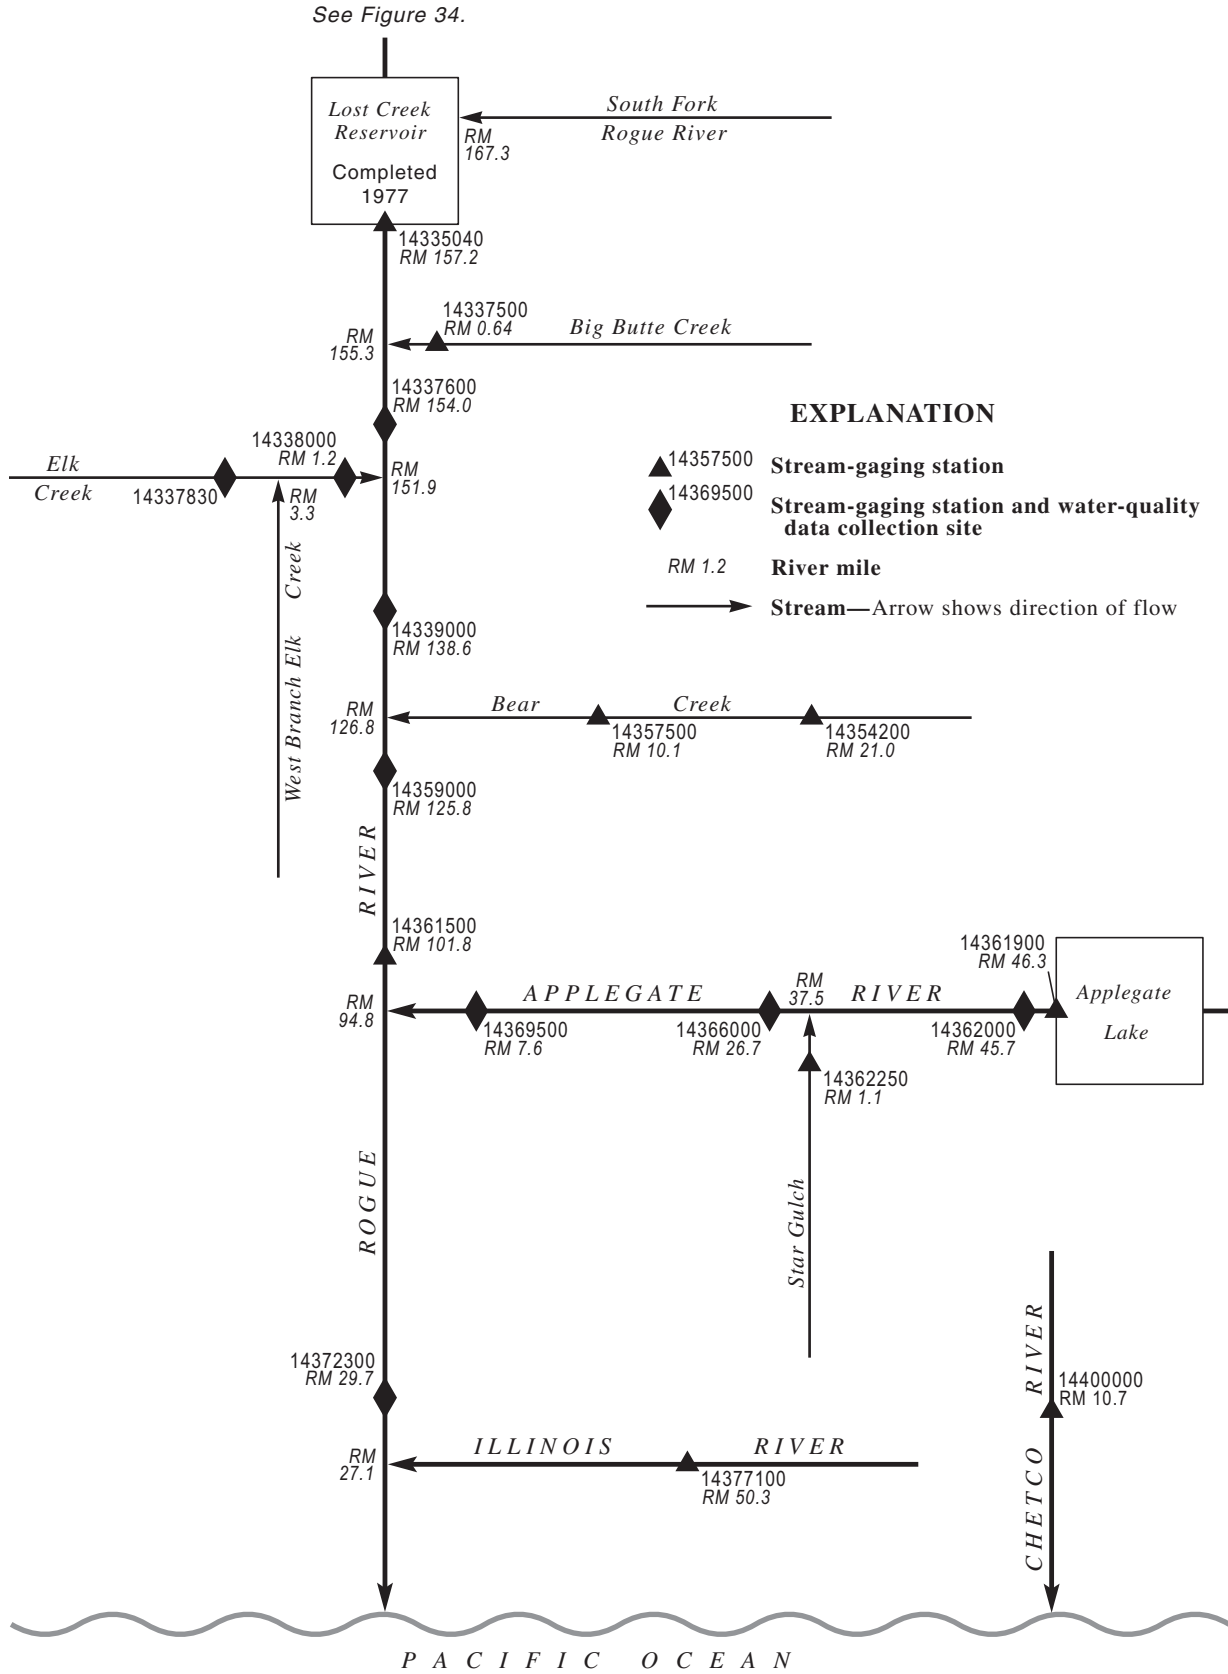 See Figure 34.
Lost Creek
Reservoir
Completed
1977
South Fork
Rogue River
RM
167.3
14335040
RM 157.2
14337500
RM 0.64
Big Butte Creek
RM
155.3
14337600
RM 154.0
EXPLANATION
14357500 Stream-gaging station
14369500 Stream-gaging station and water-quality
data collection site
RM 1.2 River mile
Stream—Arrow shows direction of flow
14338000
RM 1.2
Elk
Creek
14337830
RM
3.3
RM
151.9
West Branch Elk Creek
14339000
RM 138.6
RM
126.8
Bear Creek
14357500
RM 10.1
14354200
RM 21.0
14359000
RM 125.8
ROGUE RIVER
14361500
RM 101.8
RM
94.8
APPLEGATE RIVER
RM
37.5
14361900
RM 46.3
Applegate
Lake
14369500
RM 7.6
14366000
RM 26.7
14362000
RM 45.7
14362250
RM 1.1
Star Gulch
14372300
RM 29.7
RM
27.1
ILLINOIS RIVER
14377100
RM 50.3
CHETCO RIVER
14400000
RM 10.7
PACIFIC OCEAN